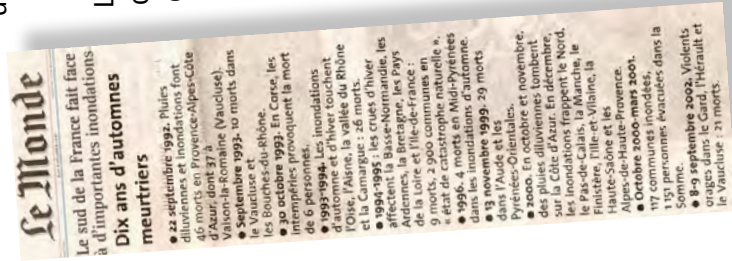 Le Monde
Le sud de la France fait face
à d'importantes inondations
Dix ans d'automnes
meurtriers
• 22 septembre 1992. Pluies
diluviennes et inondations font
46 morts en Provence-Alpes-Côte
d'Azur, dont 37 à
Vaison-la-Romaine (Vaucluse).
• Septembre 1993. 10 morts dans
le Vaucluse et
les Bouches-du-Rhône.
• 30 octobre 1993. En Corse, les
intempéries provoquent la mort
de 6 personnes.
• 1993-1994. Les inondations
d'automne et d'hiver touchent
l'Oise, l'Aisne, la vallée du Rhône
et la Camargue : 26 morts.
• 1994-1995 : les crues d'hiver
affectent la Basse-Normandie, les
Ardennes, la Bretagne, les Pays
de la Loire et l'Ile-de-France :
9 morts. 2 900 communes en
« état de catastrophe naturelle ».
• 1996. 4 morts en Midi-Pyrénées
dans les inondations d'automne.
• 13 novembre 1999. 29 morts
dans l'Aude et les
Pyrénées-Orientales.
• 2000. En octobre et novembre,
des pluies diluviennes tombent
sur la Côte d'Azur. En décembre,
les inondations frappent le Nord,
le Pas-de-Calais, la Manche, le
Finistère, l'Ille-et-Vilaine, la
Haute-Saône et les
Alpes-de-Haute-Provence.
• Octobre 2000-mars 2001.
117 communes inondées,
1 151 personnes évacuées dans la
Somme.
• 8-9 septembre 2002. Violents
orages dans le Gard, l'Hérault et
le Vaucluse : 21 morts.